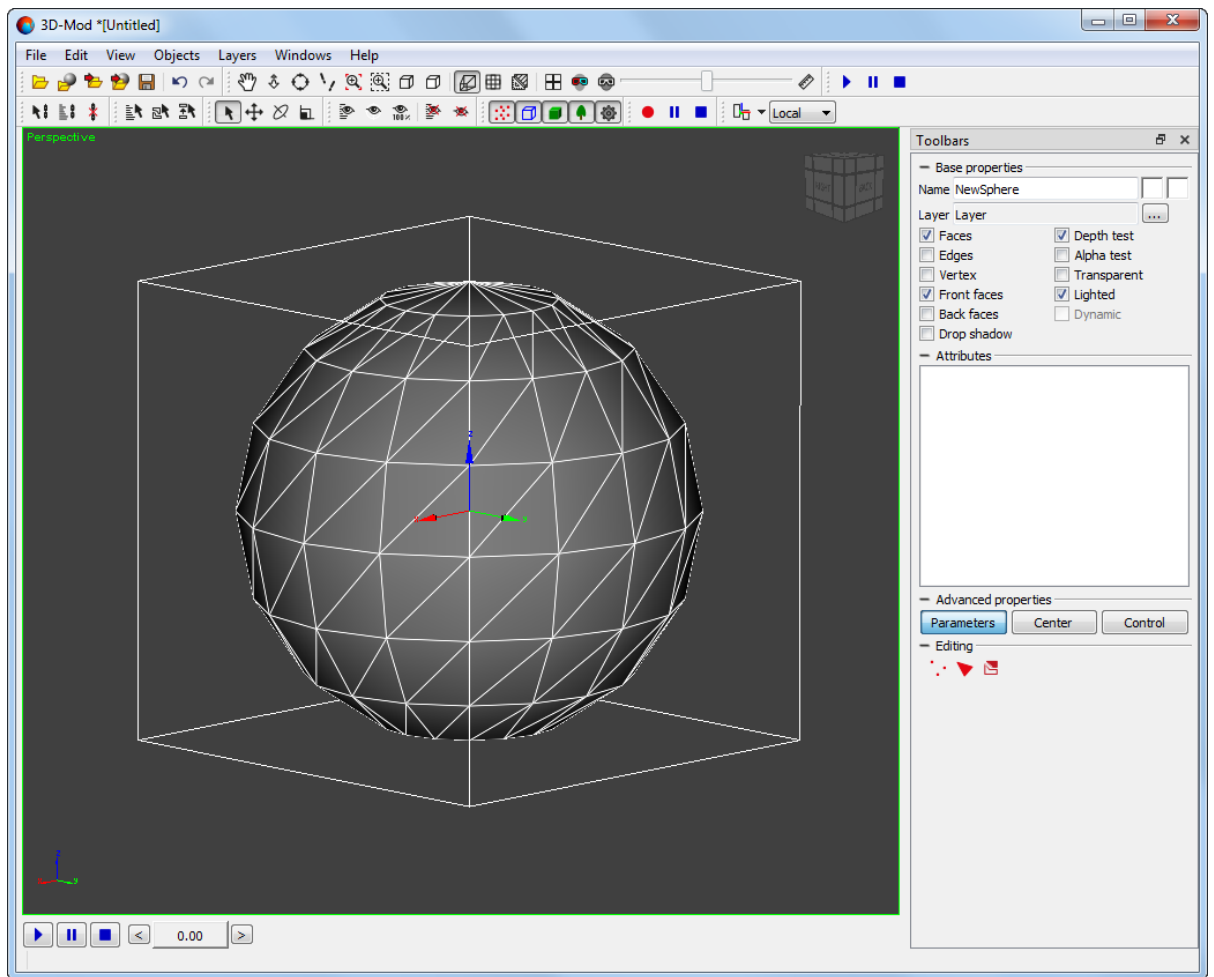 3D-Mod *[Untitled]
File Edit View Objects Layers Windows Help
100%
Local
Perspective
z
y
z
y
0.00
Toolbars
Base properties
Name NewSphere
Layer Layer
...
Faces Depth test
Edges Alpha test
Vertex Transparent
Front faces Lighted
Back faces Dynamic
Drop shadow
Attributes
Advanced properties
Parameters Center Control
Editing